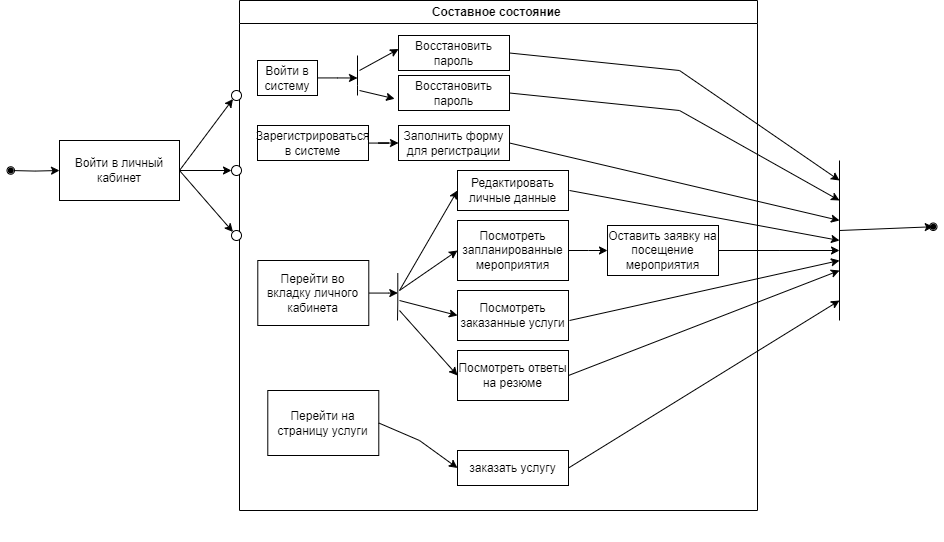 Составное состояние
Войти в личный
кабинет
Войти в
систему
Восстановить
пароль
Восстановить
пароль
Зарегистрироваться
в системе
Заполнить форму
для регистрации
Перейти во
вкладку личного
кабинета
Редактировать
личные данные
Посмотреть
запланированные
мероприятия
Оставить заявку на
посещение
мероприятия
Посмотреть
заказанные услуги
Посмотреть ответы
на резюме
Перейти на
страницу услуги
заказать услугу